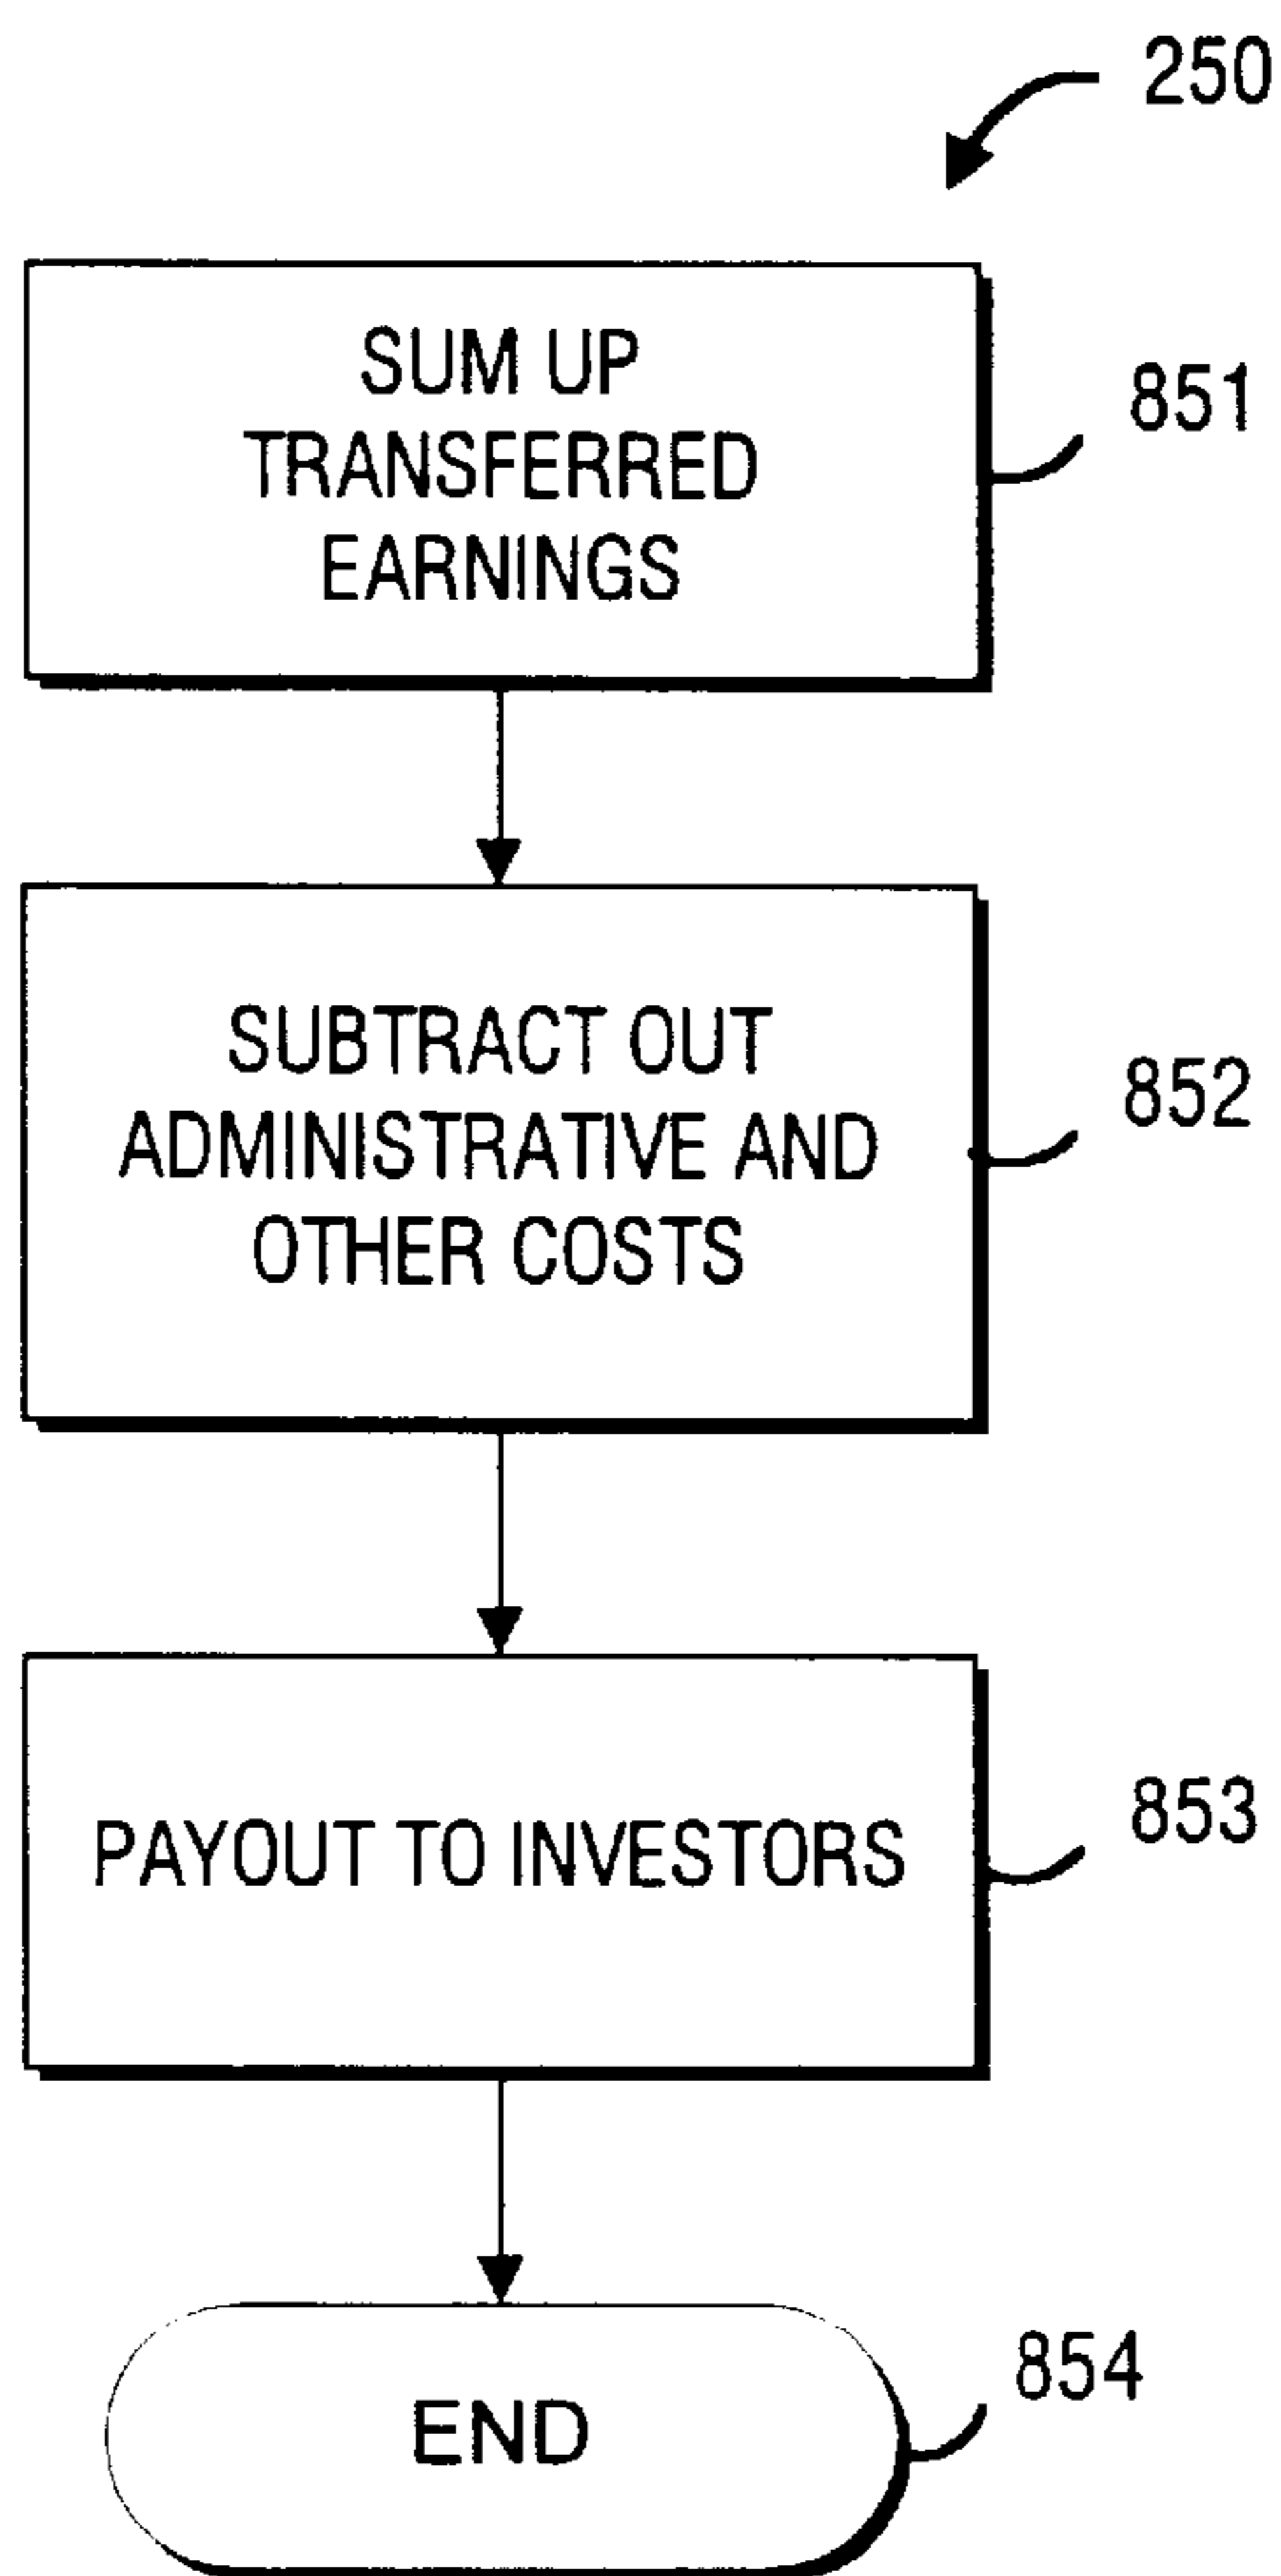 250
SUM UP
TRANSFERRED
EARNINGS
851
SUBTRACT OUT
ADMINISTRATIVE AND
OTHER COSTS
852
PAYOUT TO INVESTORS
853
END
854